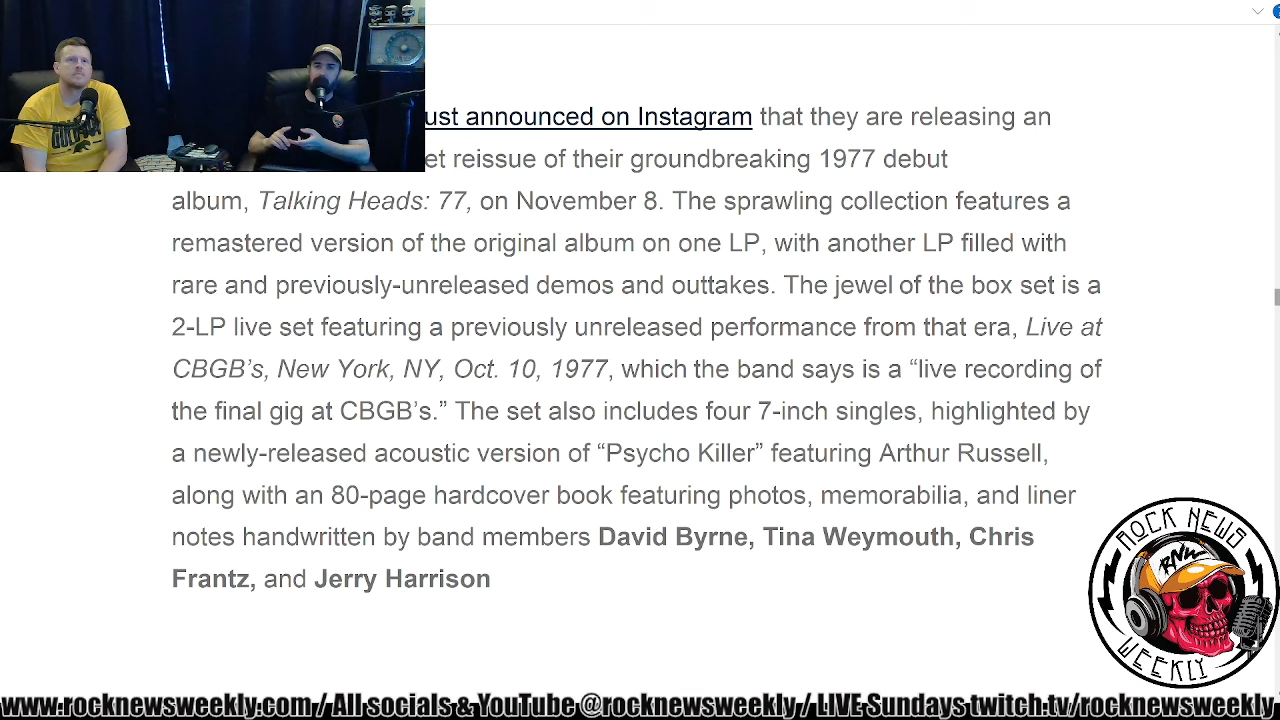 ust announced on Instagram that they are releasing an
et reissue of their groundbreaking 1977 debut
album, Talking Heads: 77, on November 8. The sprawling collection features a
remastered version of the original album on one LP, with another LP filled with
rare and previously-unreleased demos and outtakes. The jewel of the box set is a
2-LP live set featuring a previously unreleased performance from that era, Live at
CBGB’s, New York, NY, Oct. 10, 1977, which the band says is a “live recording of
the final gig at CBGB’s.” The set also includes four 7-inch singles, highlighted by
a newly-released acoustic version of “Psycho Killer” featuring Arthur Russell,
along with an 80-page hardcover book featuring photos, memorabilia, and liner
notes handwritten by band members David Byrne, Tina Weymouth, Chris
Frantz, and Jerry Harrison
ROCK NEWS
RNW
WEEKLY
www.rocknewsweekly.com / All socials & YouTube @rocknewsweekly / LIVE Sundays twitch.tv/rocknewsweekly